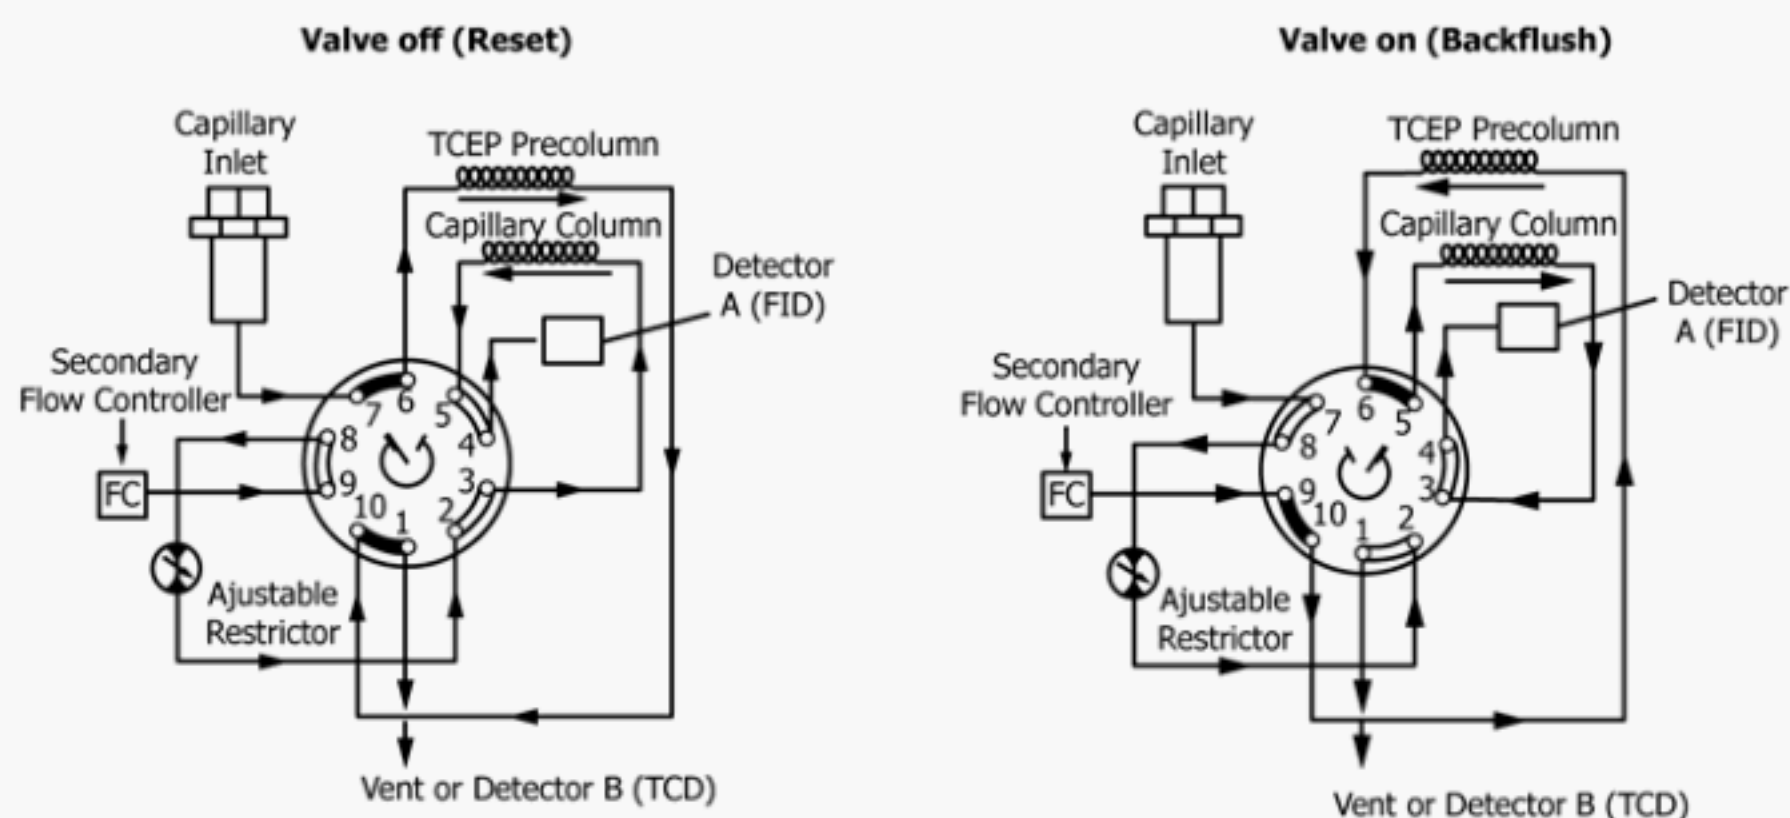 Valve off (Reset)
Capillary
Inlet
TCEP Precolumn
Capillary Column
Detector
A (FID)
Secondary
Flow Controller
7
6
5
8
4
FC
9
3
10
1
2
Ajustable
Restrictor
Vent or Detector B (TCD)
Valve on (Backflush)
Capillary
Inlet
TCEP Precolumn
Capillary Column
Detector
A (FID)
Secondary
Flow Controller
7
6
5
8
4
FC
9
3
10
1
2
Ajustable
Restrictor
Vent or Detector B (TCD)